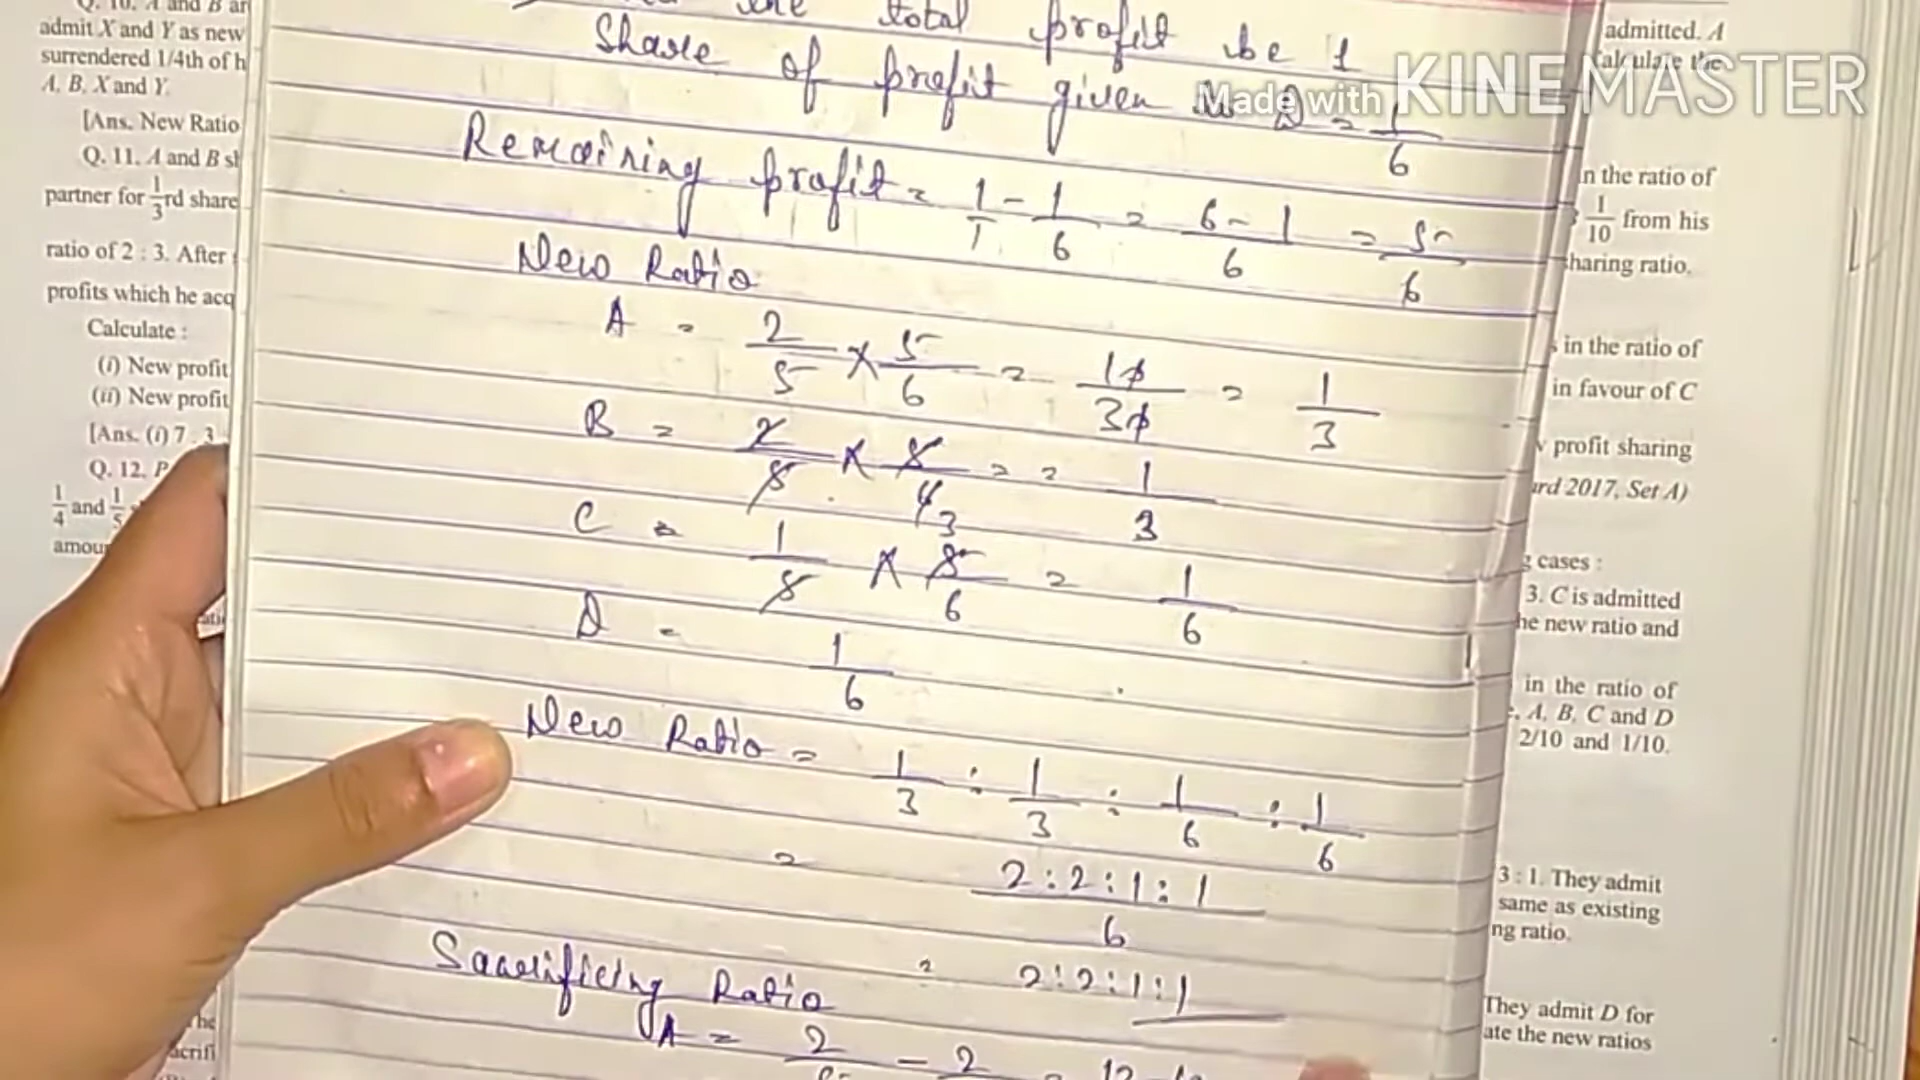 Q. 10. A and B ar
admit X and Y as new
surrendered 1/4th of h
A, B, X and Y.
[Ans. New Ratio
Q. 11. A and B sh
partner for 1/3 rd share
ratio of 2 : 3. After
profits which he acq
Calculate :
(i) New profit
(ii) New profit
[Ans. (i) 7 : 3
Q. 12. P
1/4 and 1/5
amou
the total profit be 1
Share of profit given to D = 1/6
Remaining profit = 1/1 - 1/6 = 6-1/6 = 5/6
New Ratio
A = 2/5 × 5/6 = 10/30 = 1/3
B = 2/5 × 5/6 3 = = 1/3
C = 1/5 × 5/6 = 1/6
D = 1/6
New Ratio = 1/3 : 1/3 : 1/6 : 1/6
= 2:2:1:1/6
= 2:2:1:1
Sacrificing Ratio
A = 2/5 - 2
Made with KINEMASTER
admitted. A
Calculate the
in the ratio of
1/10 from his
sharing ratio.
in the ratio of
in favour of C
profit sharing
ard 2017, Set A)
g cases :
3. C is admitted
he new ratio and
in the ratio of
A, B, C and D
2/10 and 1/10.
3 : 1. They admit
same as existing
ng ratio.
They admit D for
ate the new ratios